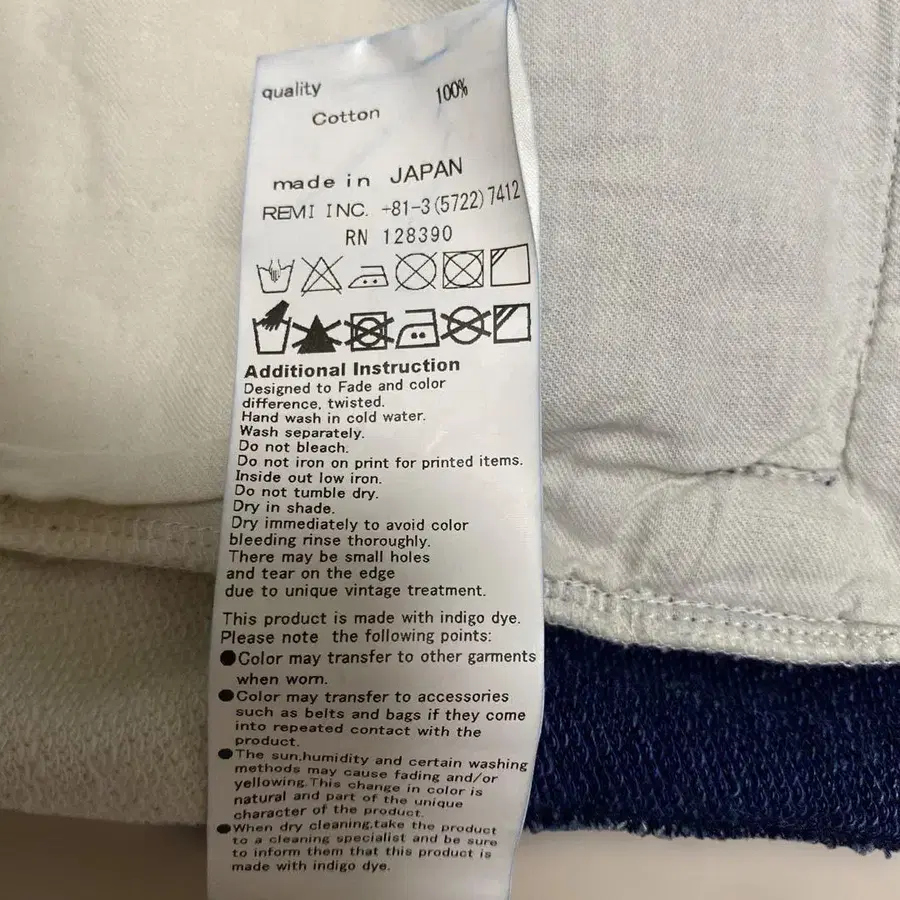 quality
Cotton 100%
made in JAPAN
REMI INC. +81-3(5722)7412
RN 128390
Additional Instruction
Designed to Fade and color
difference, twisted.
Hand wash in cold water.
Wash separately.
Do not bleach.
Do not iron on print for printed items.
Inside out low iron.
Do not tumble dry.
Dry in shade.
Dry immediately to avoid color
bleeding rinse thoroughly.
There may be small holes
and tear on the edge
due to unique vintage treatment.
This product is made with indigo dye.
Please note the following points:
●Color may transfer to other garments
when worn.
●Color may transfer to accessories
such as belts and bags if they come
into repeated contact with the
product.
●The sun,humidity and certain washing
methods may cause fading and/or
yellowing.This change in color is
natural and part of the unique
character of the product.
●When dry cleaning,take the product
to a cleaning specialist and be sure
to inform them that this product is
made with indigo dye.